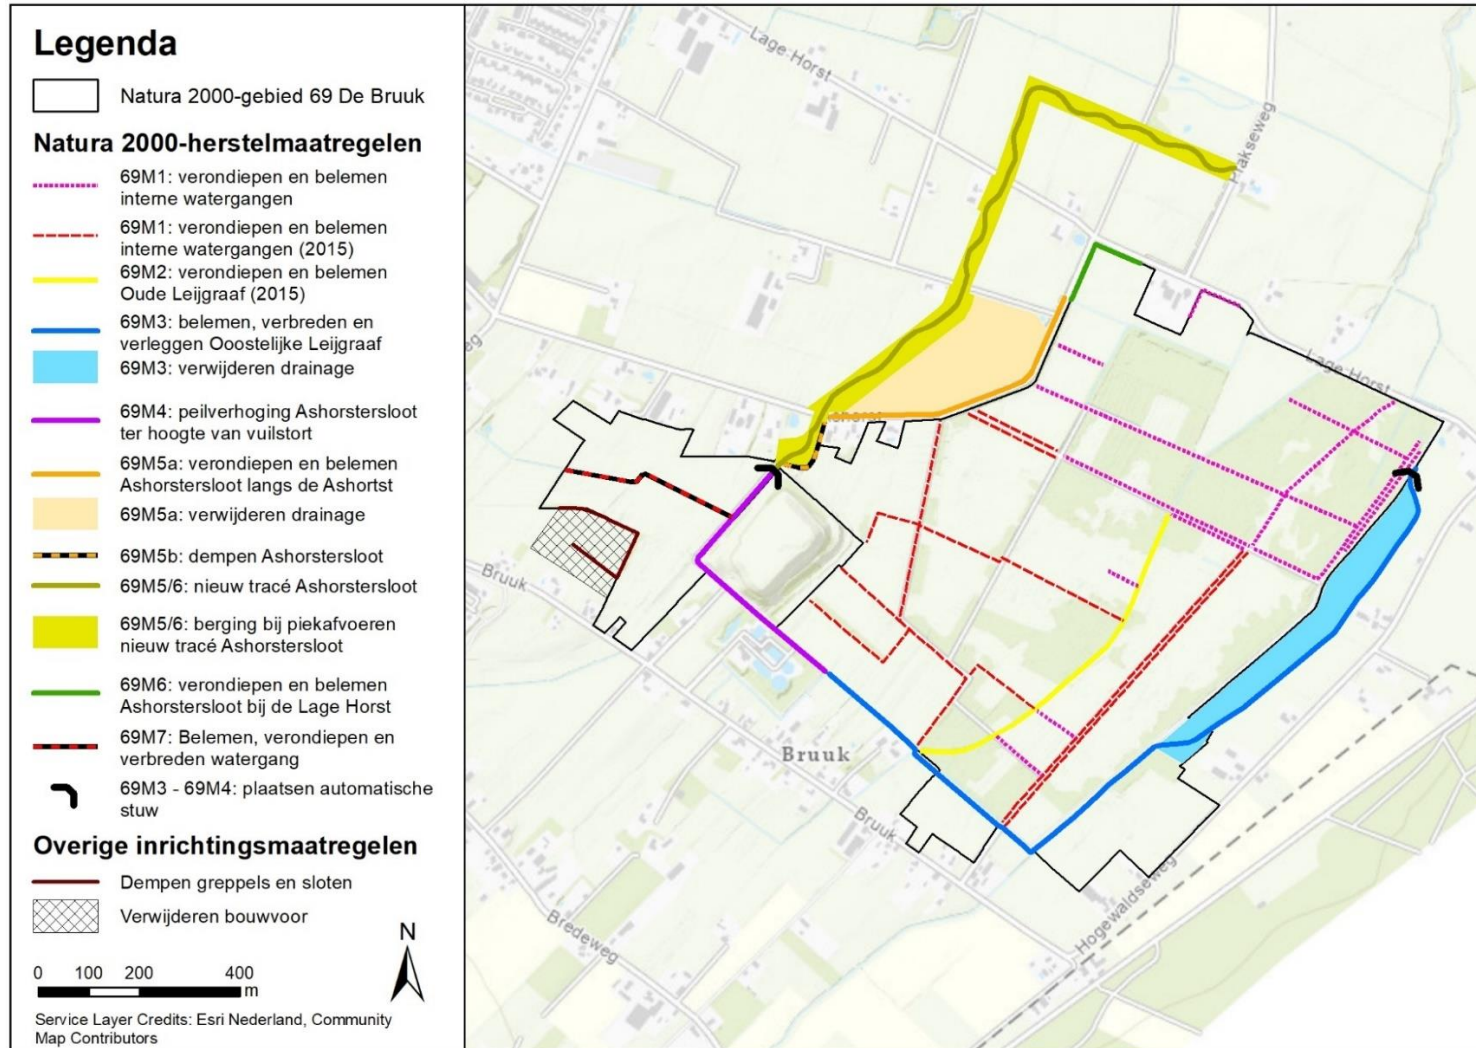 Legenda
Natura 2000-gebied 69 De Bruuk
Natura 2000-herstelmaatregelen
69M1: verondiepen en belemen
interne watergangen
69M1: verondiepen en belemen
interne watergangen (2015)
69M2: verondiepen en belemen
Oude Leijgraaf (2015)
69M3: belemen, verbreden en
verleggen Ooostelijke Leijgraaf
69M3: verwijderen drainage
69M4: peilverhoging Ashorstersloot
ter hoogte van vuilstort
69M5a: verondiepen en belemen
Ashorstersloot langs de Ashortst
69M5a: verwijderen drainage
69M5b: dempen Ashorstersloot
69M5/6: nieuw tracé Ashorstersloot
69M5/6: berging bij piekafvoeren
nieuw tracé Ashorstersloot
69M6: verondiepen en belemen
Ashorstersloot bij de Lage Horst
69M7: Belemen, verondiepen en
verbreden watergang
69M3 - 69M4: plaatsen automatische
stuw
Overige inrichtingsmaatregelen
Dempen greppels en sloten
Verwijderen bouwvoor
N
0 100 200 400
m
Service Layer Credits: Esri Nederland, Community
Map Contributors
Lage Horst
Plakseweg
Lage Horst
eg
Bruuk
Bruuk
Bruuk
Bredeweg
Hogewaldseweg